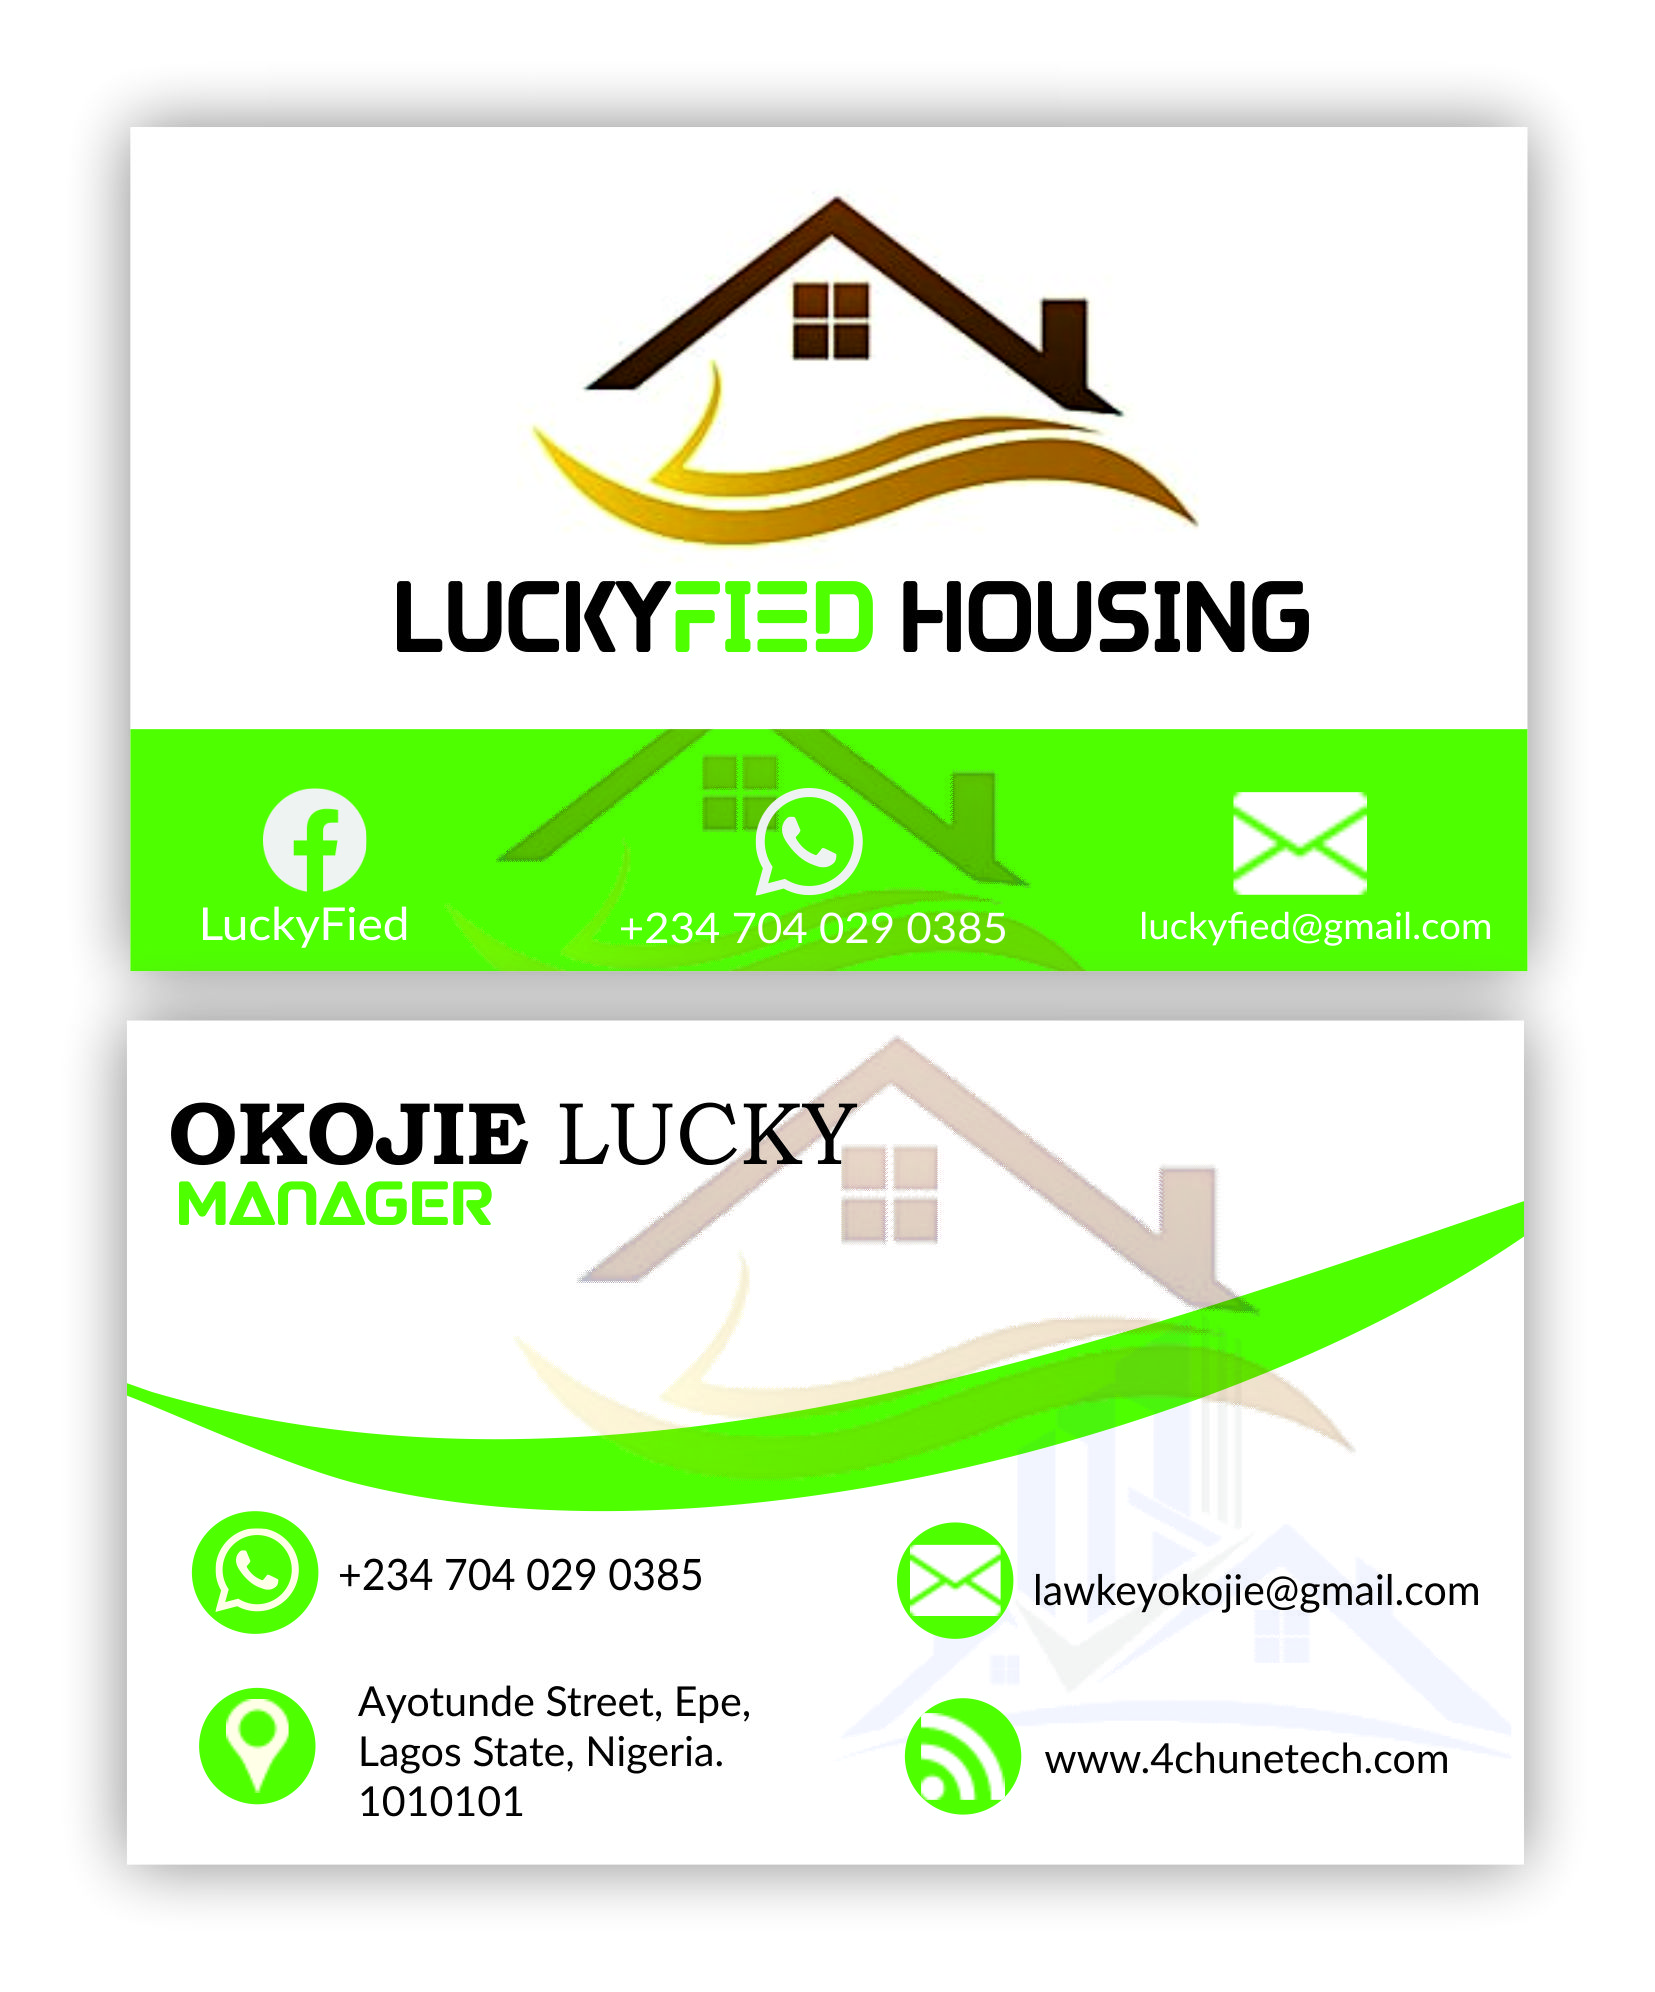 LUCKYFIED HOUSING
LuckyFied
+234 704 029 0385
luckyfied@gmail.com
OKOJIE LUCKY
MANAGER
+234 704 029 0385
lawkeyokojie@gmail.com
Ayotunde Street, Epe,
Lagos State, Nigeria.
1010101
www.4chunetech.com